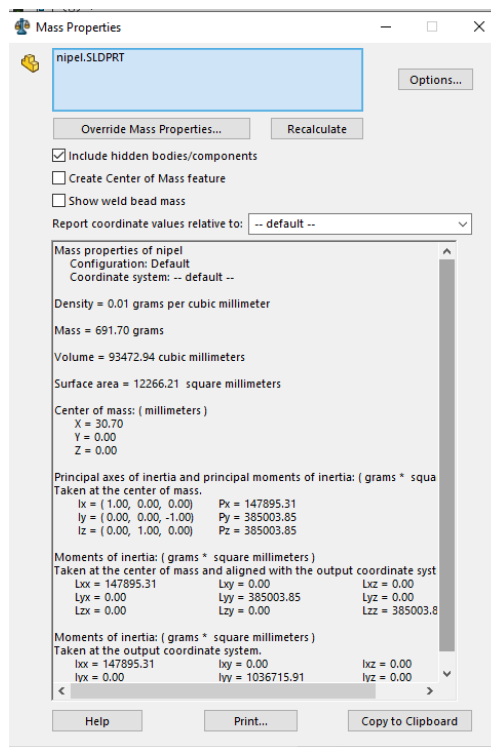 Mass Properties
nipel.SLDPRT
Options...
Override Mass Properties...
Recalculate
Include hidden bodies/components
Create Center of Mass feature
Show weld bead mass
Report coordinate values relative to: -- default --
Mass properties of nipel
Configuration: Default
Coordinate system: -- default --
Density = 0.01 grams per cubic millimeter
Mass = 691.70 grams
Volume = 93472.94 cubic millimeters
Surface area = 12266.21 square millimeters
Center of mass: ( millimeters )
X = 30.70
Y = 0.00
Z = 0.00
Principal axes of inertia and principal moments of inertia: ( grams * squa
Taken at the center of mass.
Ix = ( 1.00, 0.00, 0.00) Px = 147895.31
Iy = ( 0.00, 0.00, -1.00) Py = 385003.85
Iz = ( 0.00, 1.00, 0.00) Pz = 385003.85
Moments of inertia: ( grams * square millimeters )
Taken at the center of mass and aligned with the output coordinate syst
Lxx = 147895.31 Lxy = 0.00 Lxz = 0.00
Lyx = 0.00 Lyy = 385003.85 Lyz = 0.00
Lzx = 0.00 Lzy = 0.00 Lzz = 385003.8
Moments of inertia: ( grams * square millimeters )
Taken at the output coordinate system.
Ixx = 147895.31 Ixy = 0.00 Ixz = 0.00
Iyx = 0.00 Iyy = 1036715.91 Iyz = 0.00
Help
Print...
Copy to Clipboard